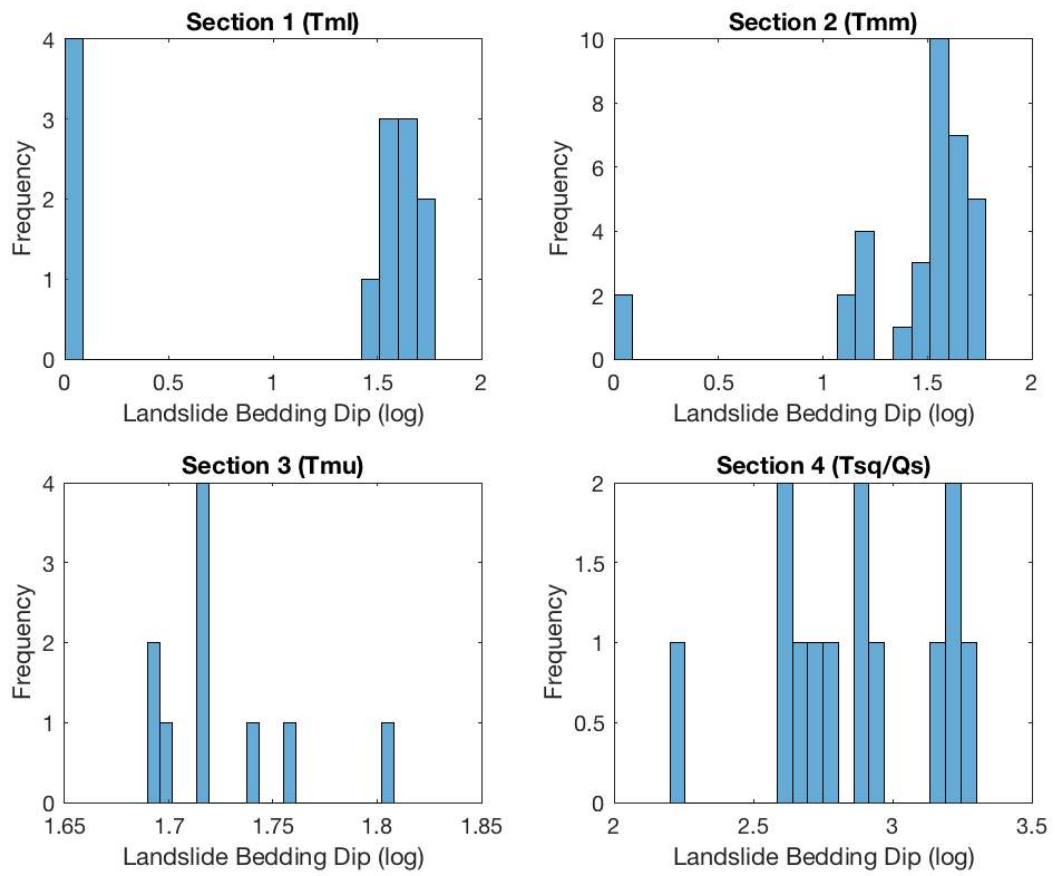 Section 1 (Tml)
4
3
2
1
0
Frequency
0 0.5 1 1.5 2
Landslide Bedding Dip (log)
Section 2 (Tmm)
10
8
6
4
2
0
Frequency
0 0.5 1 1.5 2
Landslide Bedding Dip (log)
Section 3 (Tmu)
4
3
2
1
0
Frequency
1.65 1.7 1.75 1.8 1.85
Landslide Bedding Dip (log)
Section 4 (Tsq/Qs)
2
1.5
1
0.5
0
Frequency
2 2.5 3 3.5
Landslide Bedding Dip (log)